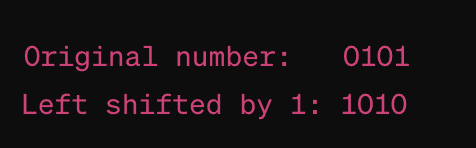 Original number:   0101
Left shifted by 1: 1010